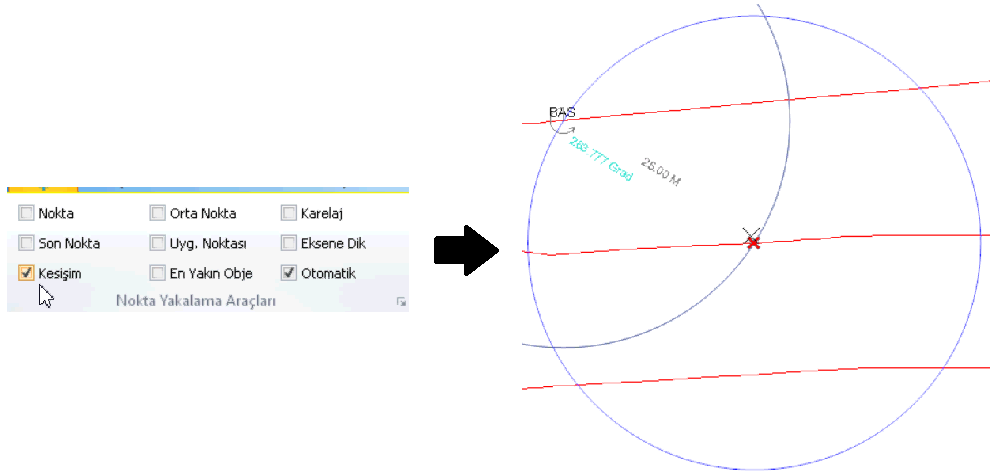 Nokta
Orta Nokta
Karelaj
Son Nokta
Uyg. Noktası
Eksene Dik
Kesişim
En Yakın Obje
Otomatik
Nokta Yakalama Araçları
BAS
263.777 Grad
25.00 M